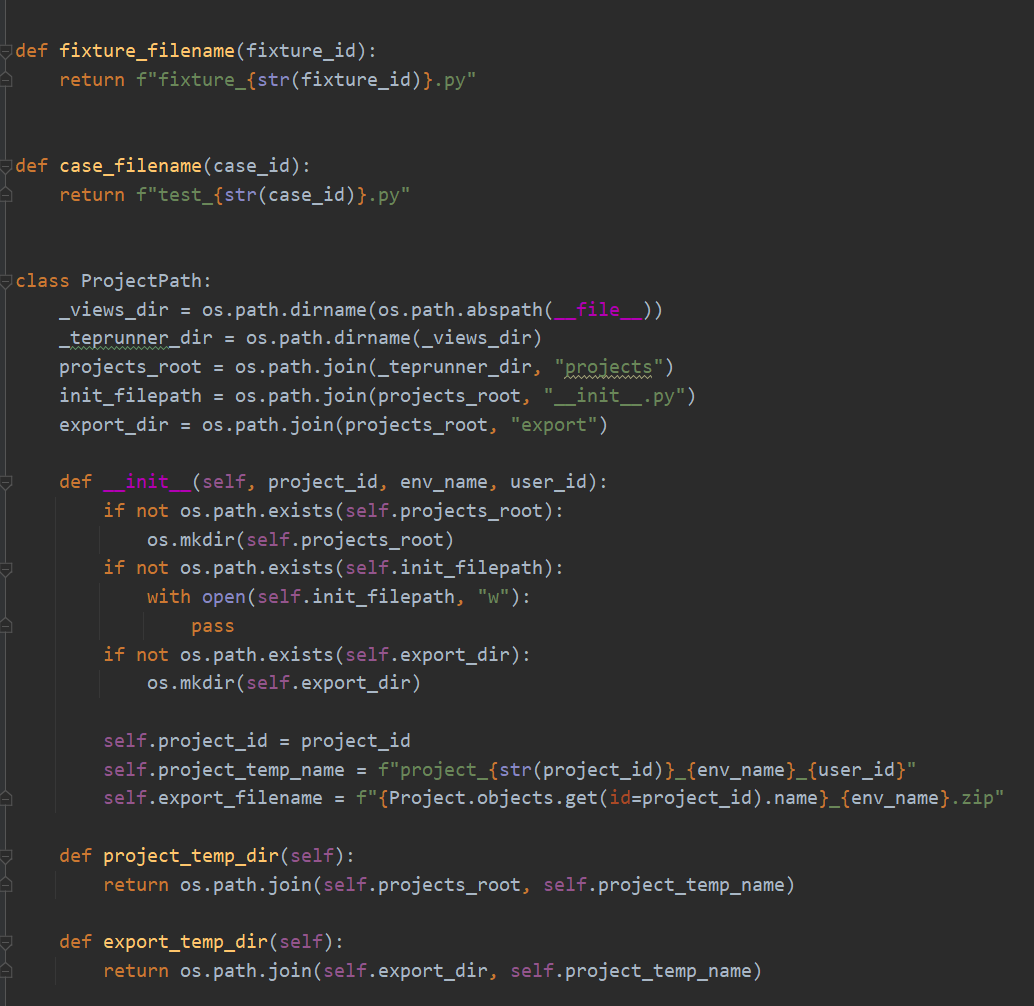 def fixture_filename(fixture_id):
    return f"fixture_{str(fixture_id)}.py"
def case_filename(case_id):
    return f"test_{str(case_id)}.py"
class ProjectPath:
    _views_dir = os.path.dirname(os.path.abspath(__file__))
    _teprunner_dir = os.path.dirname(_views_dir)
    projects_root = os.path.join(_teprunner_dir, "projects")
    init_filepath = os.path.join(projects_root, "__init__.py")
    export_dir = os.path.join(projects_root, "export")
    def __init__(self, project_id, env_name, user_id):
        if not os.path.exists(self.projects_root):
            os.mkdir(self.projects_root)
        if not os.path.exists(self.init_filepath):
            with open(self.init_filepath, "w"):
                pass
        if not os.path.exists(self.export_dir):
            os.mkdir(self.export_dir)
        self.project_id = project_id
        self.project_temp_name = f"project_{str(project_id)}_{env_name}_{user_id}"
        self.export_filename = f"{Project.objects.get(id=project_id).name}_{env_name}.zip"
    def project_temp_dir(self):
        return os.path.join(self.projects_root, self.project_temp_name)
    def export_temp_dir(self):
        return os.path.join(self.export_dir, self.project_temp_name)